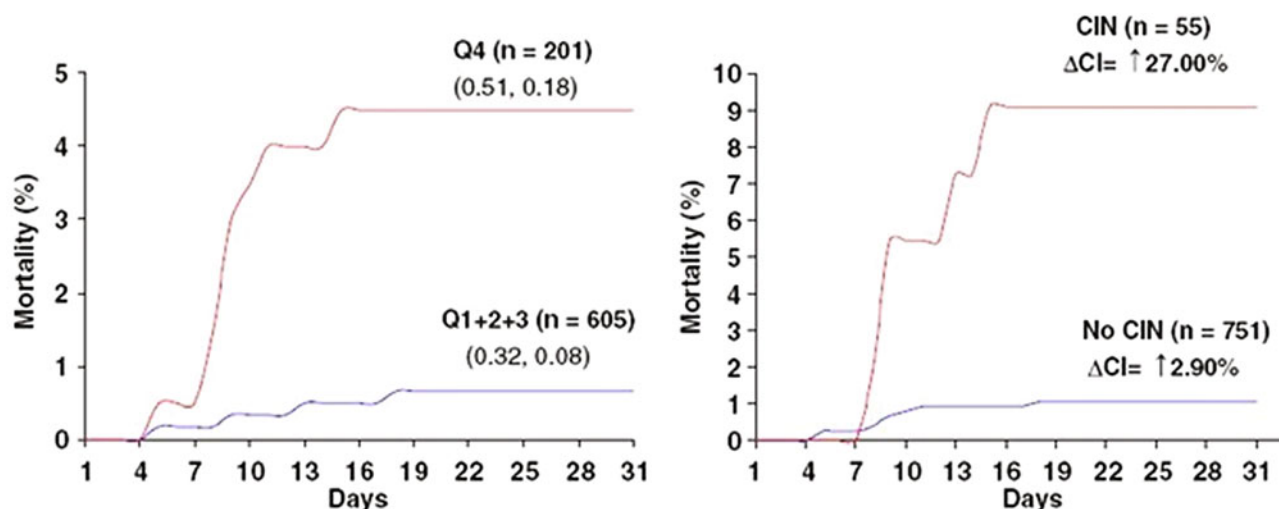 Q4 (n = 201)
(0.51, 0.18)
5
4
3
2
1
0
Mortality (%)
Q1+2+3 (n = 605)
(0.32, 0.08)
1 4 7 10 13 16 19 22 25 28 31
Days
CIN (n = 55)
ΔCI= ↑27.00%
10
9
8
7
6
5
4
3
2
1
0
Mortality (%)
No CIN (n = 751)
ΔCI= ↑2.90%
1 4 7 10 13 16 19 22 25 28 31
Days